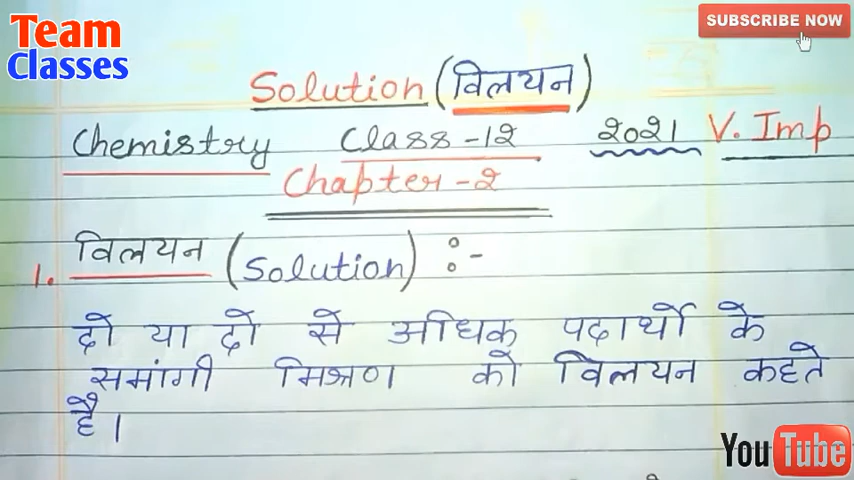 Team
Classes
SUBSCRIBE NOW
Solution (विलयन)
Chemistry Class-12 2021 V. Imp
Chapter-2
1. विलयन (Solution) :-
दो या दो से अधिक पदार्थो के
समांगी मिश्रण को विलयन कहते
है।
YouTube